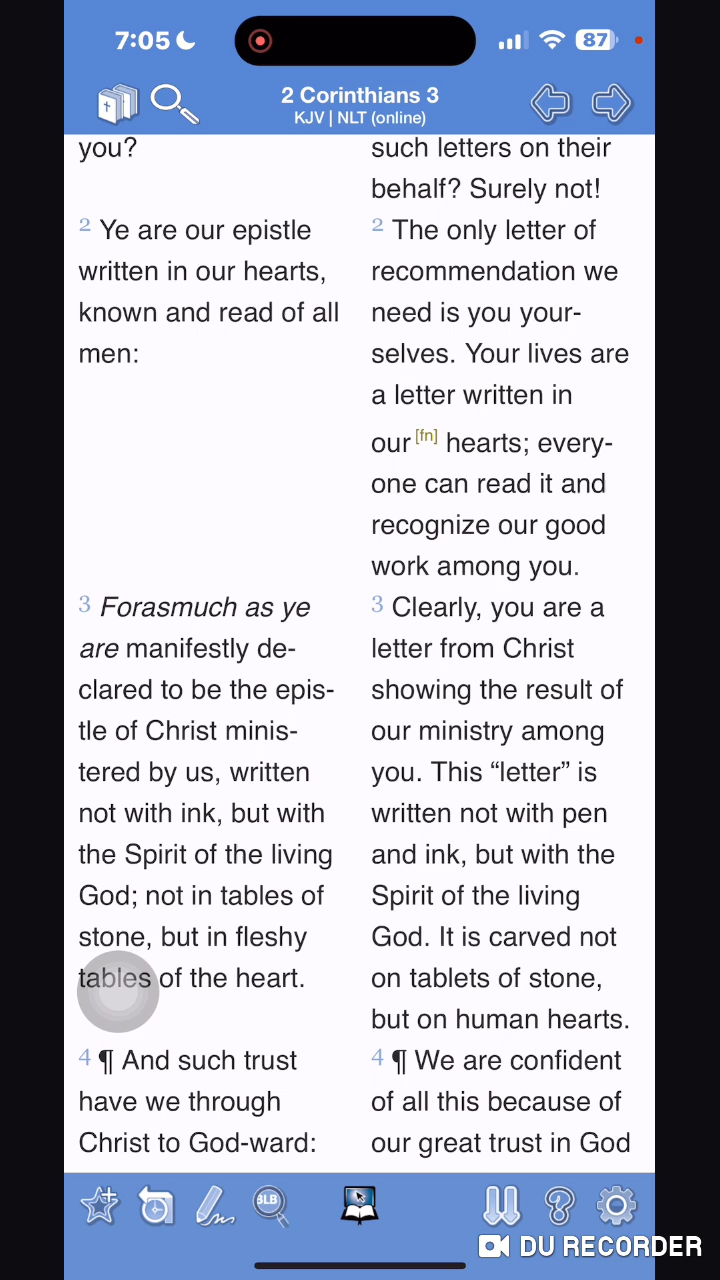 7:05
87
2 Corinthians 3
KJV | NLT (online)
you?
2 Ye are our epistle
written in our hearts,
known and read of all
men:
3 Forasmuch as ye
are manifestly de-
clared to be the epis-
tle of Christ minis-
tered by us, written
not with ink, but with
the Spirit of the living
God; not in tables of
stone, but in fleshy
tables of the heart.
4 ¶ And such trust
have we through
Christ to God-ward:
such letters on their
behalf? Surely not!
2 The only letter of
recommendation we
need is you your-
selves. Your lives are
a letter written in
our [fn] hearts; every-
one can read it and
recognize our good
work among you.
3 Clearly, you are a
letter from Christ
showing the result of
our ministry among
you. This “letter” is
written not with pen
and ink, but with the
Spirit of the living
God. It is carved not
on tablets of stone,
but on human hearts.
4 ¶ We are confident
of all this because of
our great trust in God
BLB
DU RECORDER